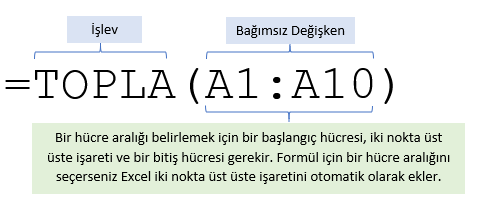 İşlev Bağımsız Değişken
=TOPLA(A1:A10)
Bir hücre aralığı belirlemek için bir başlangıç hücresi, iki nokta üst
üste işareti ve bir bitiş hücresi gerekir. Formül için bir hücre aralığını
seçerseniz Excel iki nokta üst üste işaretini otomatik olarak ekler.